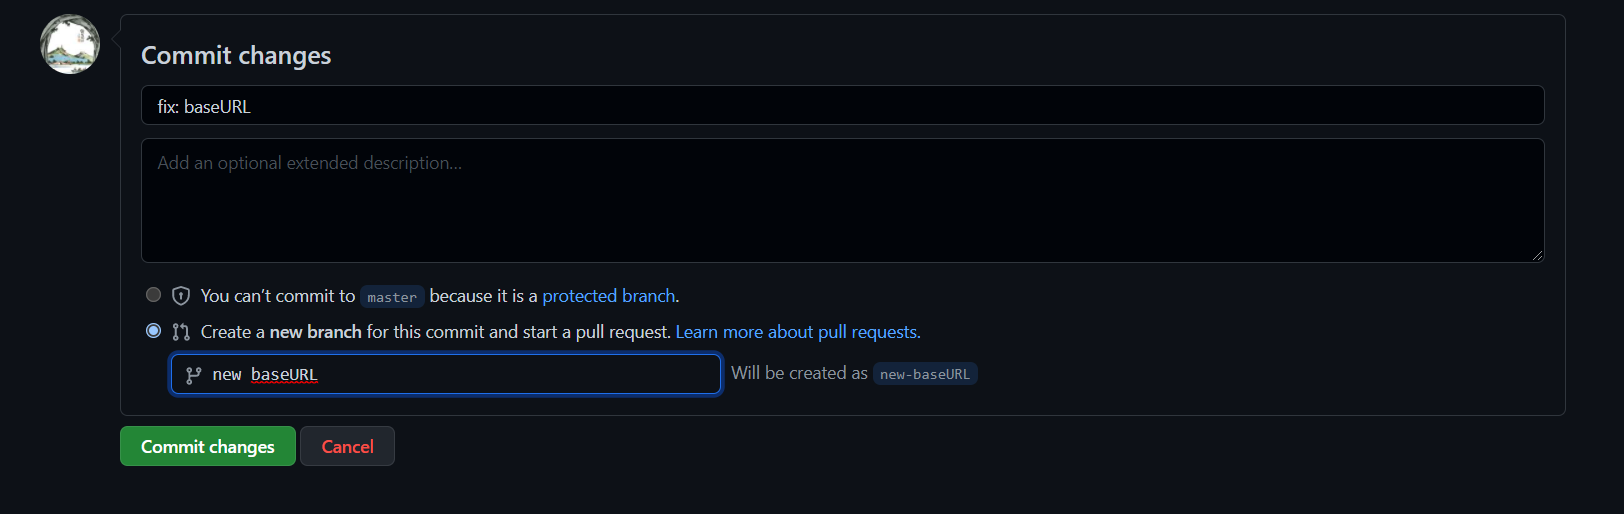 Commit changes
fix: baseURL
Add an optional extended description…
You can’t commit to master because it is a protected branch.
Create a new branch for this commit and start a pull request. Learn more about pull requests.
new baseURL Will be created as new-baseURL
Commit changes Cancel